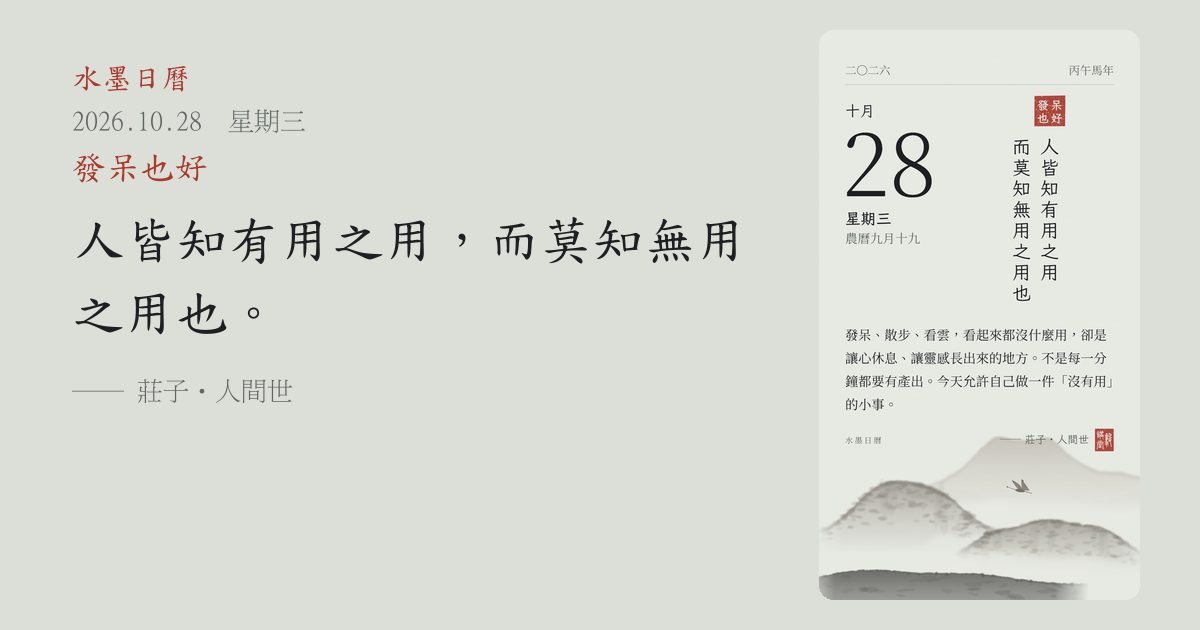 水墨日曆
2026.10.28 星期三
發呆也好
人皆知有用之用，而莫知無用
之用也。
—— 莊子・人間世
二〇二六
丙午馬年
十月
28
星期三
農曆九月十九
發呆
也好
人皆知有用之用
而莫知無用之用也
發呆、散步、看雲，看起來都沒什麼用，卻是
讓心休息、讓靈感長出來的地方。不是每一分
鐘都要有產出。今天允許自己做一件「沒有用」
的小事。
水墨日曆
—— 莊子・人間世